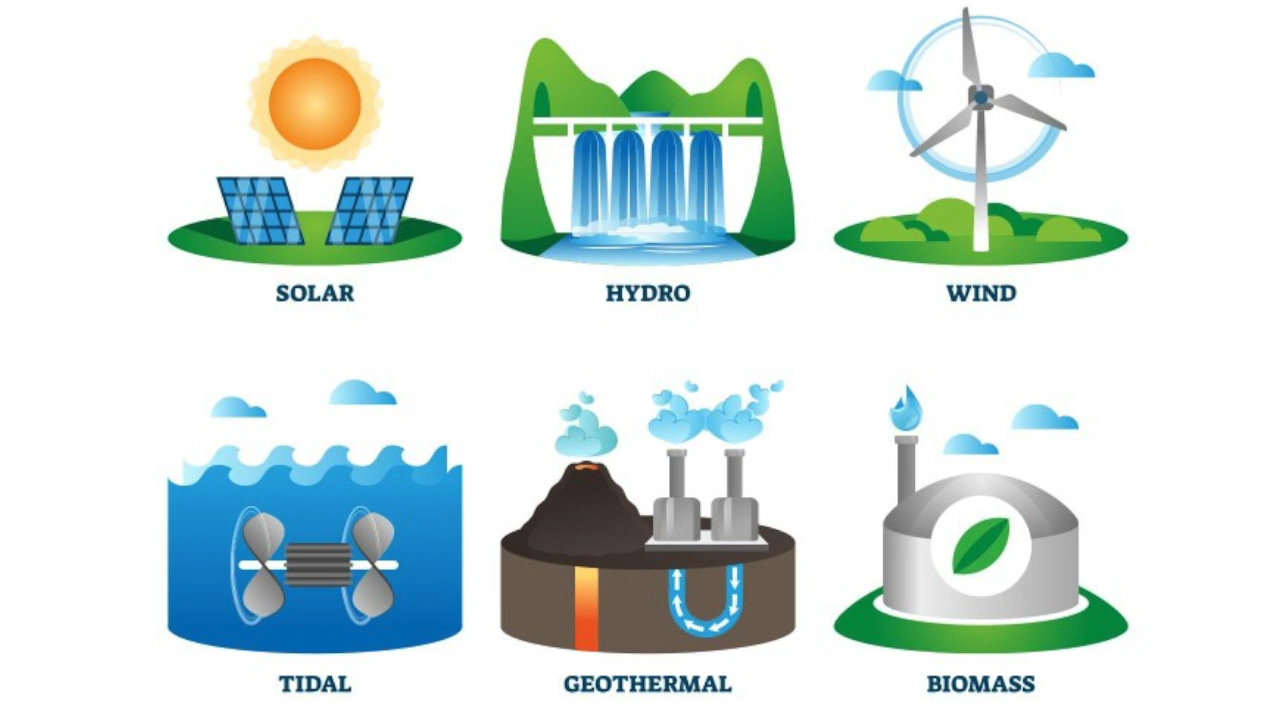 SOLAR
HYDRO
WIND
TIDAL
GEOTHERMAL
BIOMASS